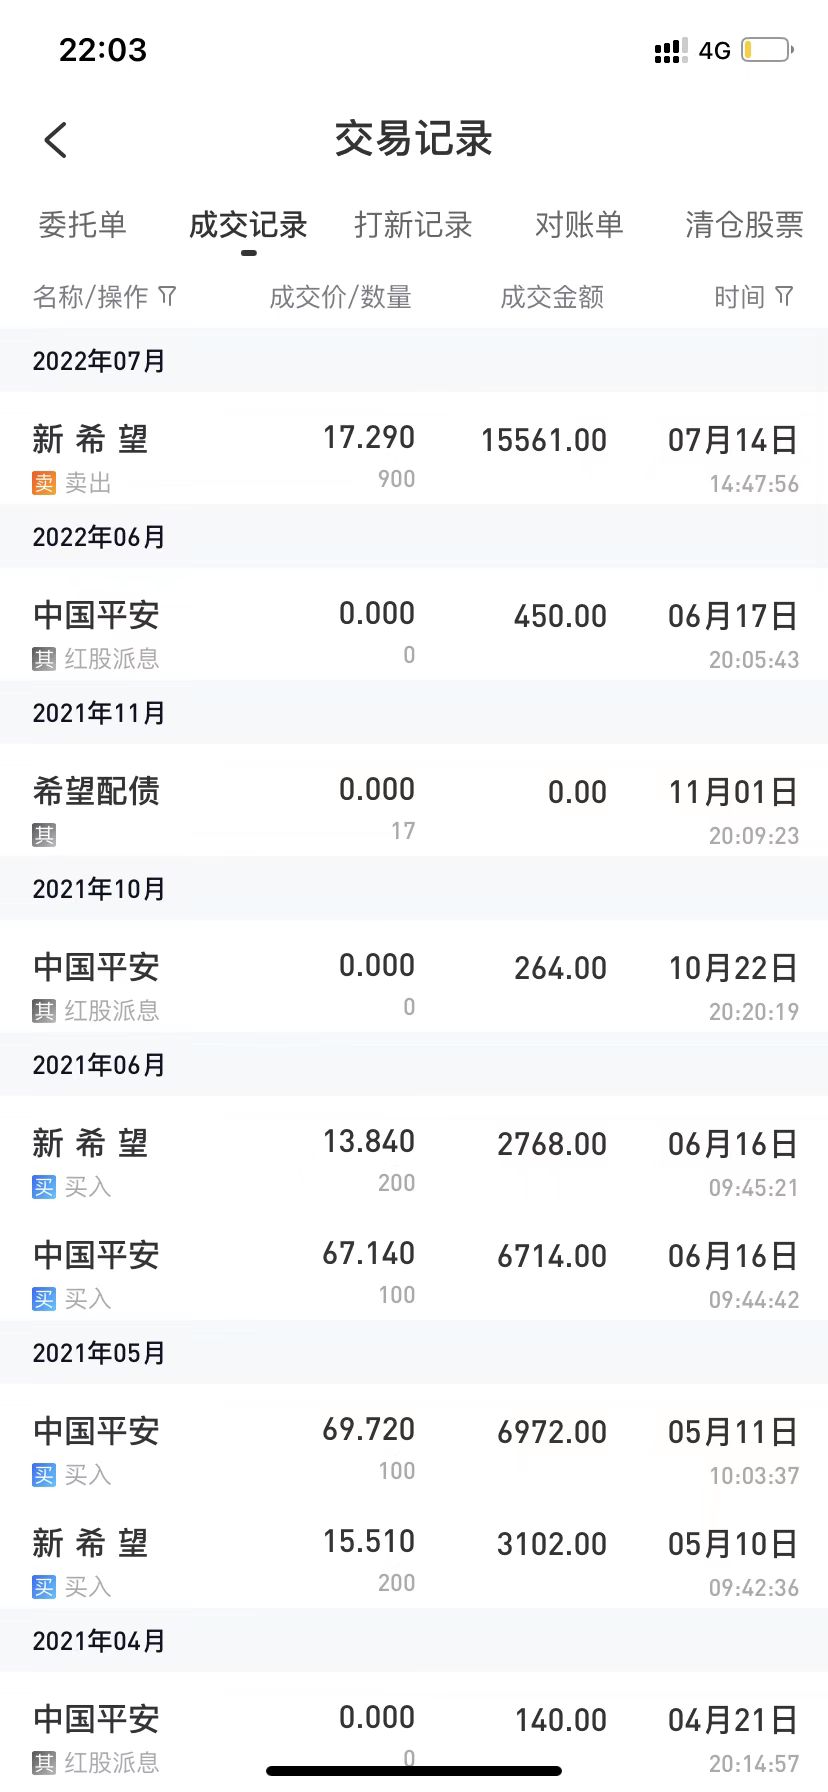 22:03 4G
交易记录
委托单 成交记录 打新记录 对账单 清仓股票
名称/操作 成交价/数量 成交金额 时间
2022年07月
新 希 望 17.290 15561.00 07月14日
卖 卖出 900 14:47:56
2022年06月
中国平安 0.000 450.00 06月17日
其 红股派息 0 20:05:43
2021年11月
希望配债 0.000 0.00 11月01日
其 17 20:09:23
2021年10月
中国平安 0.000 264.00 10月22日
其 红股派息 0 20:20:19
2021年06月
新 希 望 13.840 2768.00 06月16日
买 买入 200 09:45:21
中国平安 67.140 6714.00 06月16日
买 买入 100 09:44:42
2021年05月
中国平安 69.720 6972.00 05月11日
买 买入 100 10:03:37
新 希 望 15.510 3102.00 05月10日
买 买入 200 09:42:36
2021年04月
中国平安 0.000 140.00 04月21日
其 红股派息 0 20:14:57